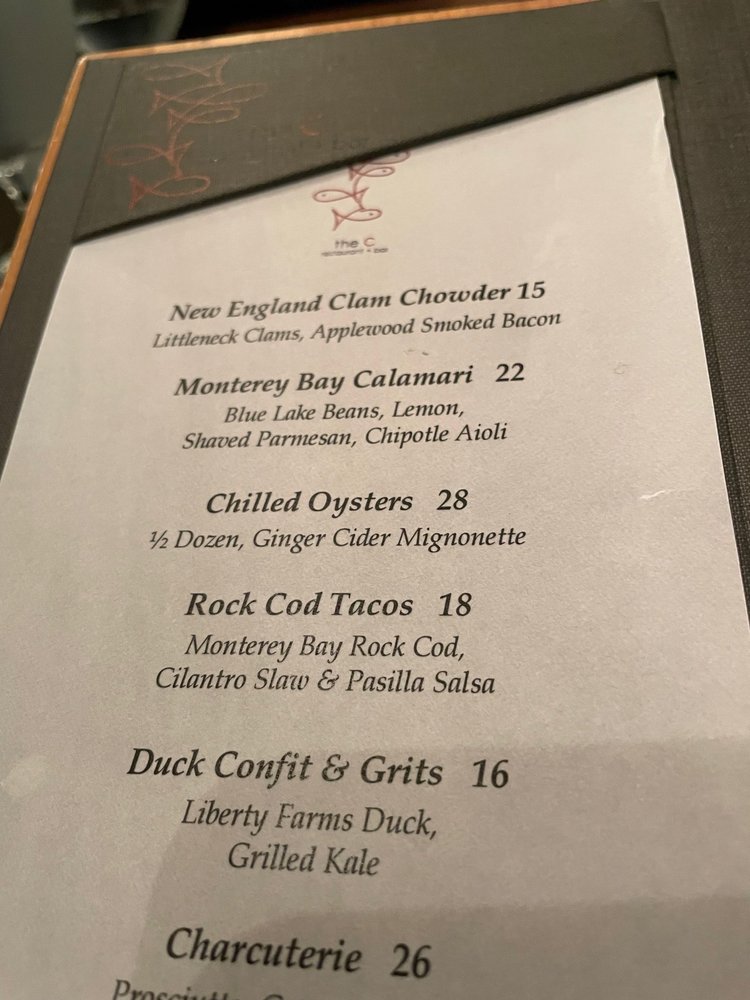 the C
restaurant + bar
New England Clam Chowder 15
Littleneck Clams, Applewood Smoked Bacon
Monterey Bay Calamari 22
Blue Lake Beans, Lemon,
Shaved Parmesan, Chipotle Aioli
Chilled Oysters 28
½ Dozen, Ginger Cider Mignonette
Rock Cod Tacos 18
Monterey Bay Rock Cod,
Cilantro Slaw & Pasilla Salsa
Duck Confit & Grits 16
Liberty Farms Duck,
Grilled Kale
Charcuterie 26